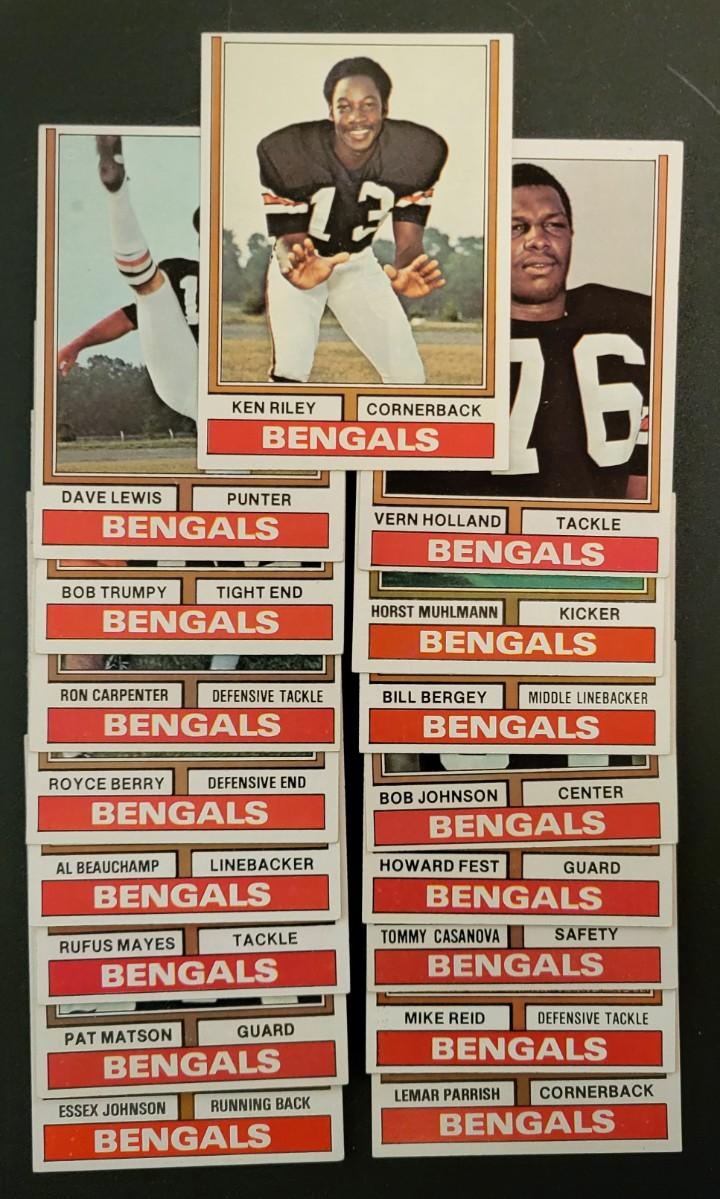 13
KEN RILEY CORNERBACK
BENGALS
1
DAVE LEWIS PUNTER
BENGALS
BOB TRUMPY TIGHT END
BENGALS
RON CARPENTER DEFENSIVE TACKLE
BENGALS
ROYCE BERRY DEFENSIVE END
BENGALS
AL BEAUCHAMP LINEBACKER
BENGALS
RUFUS MAYES TACKLE
BENGALS
PAT MATSON GUARD
BENGALS
ESSEX JOHNSON RUNNING BACK
BENGALS
76
VERN HOLLAND TACKLE
BENGALS
HORST MUHLMANN KICKER
BENGALS
BILL BERGEY MIDDLE LINEBACKER
BENGALS
BOB JOHNSON CENTER
BENGALS
HOWARD FEST GUARD
BENGALS
TOMMY CASANOVA SAFETY
BENGALS
MIKE REID DEFENSIVE TACKLE
BENGALS
LEMAR PARRISH CORNERBACK
BENGALS